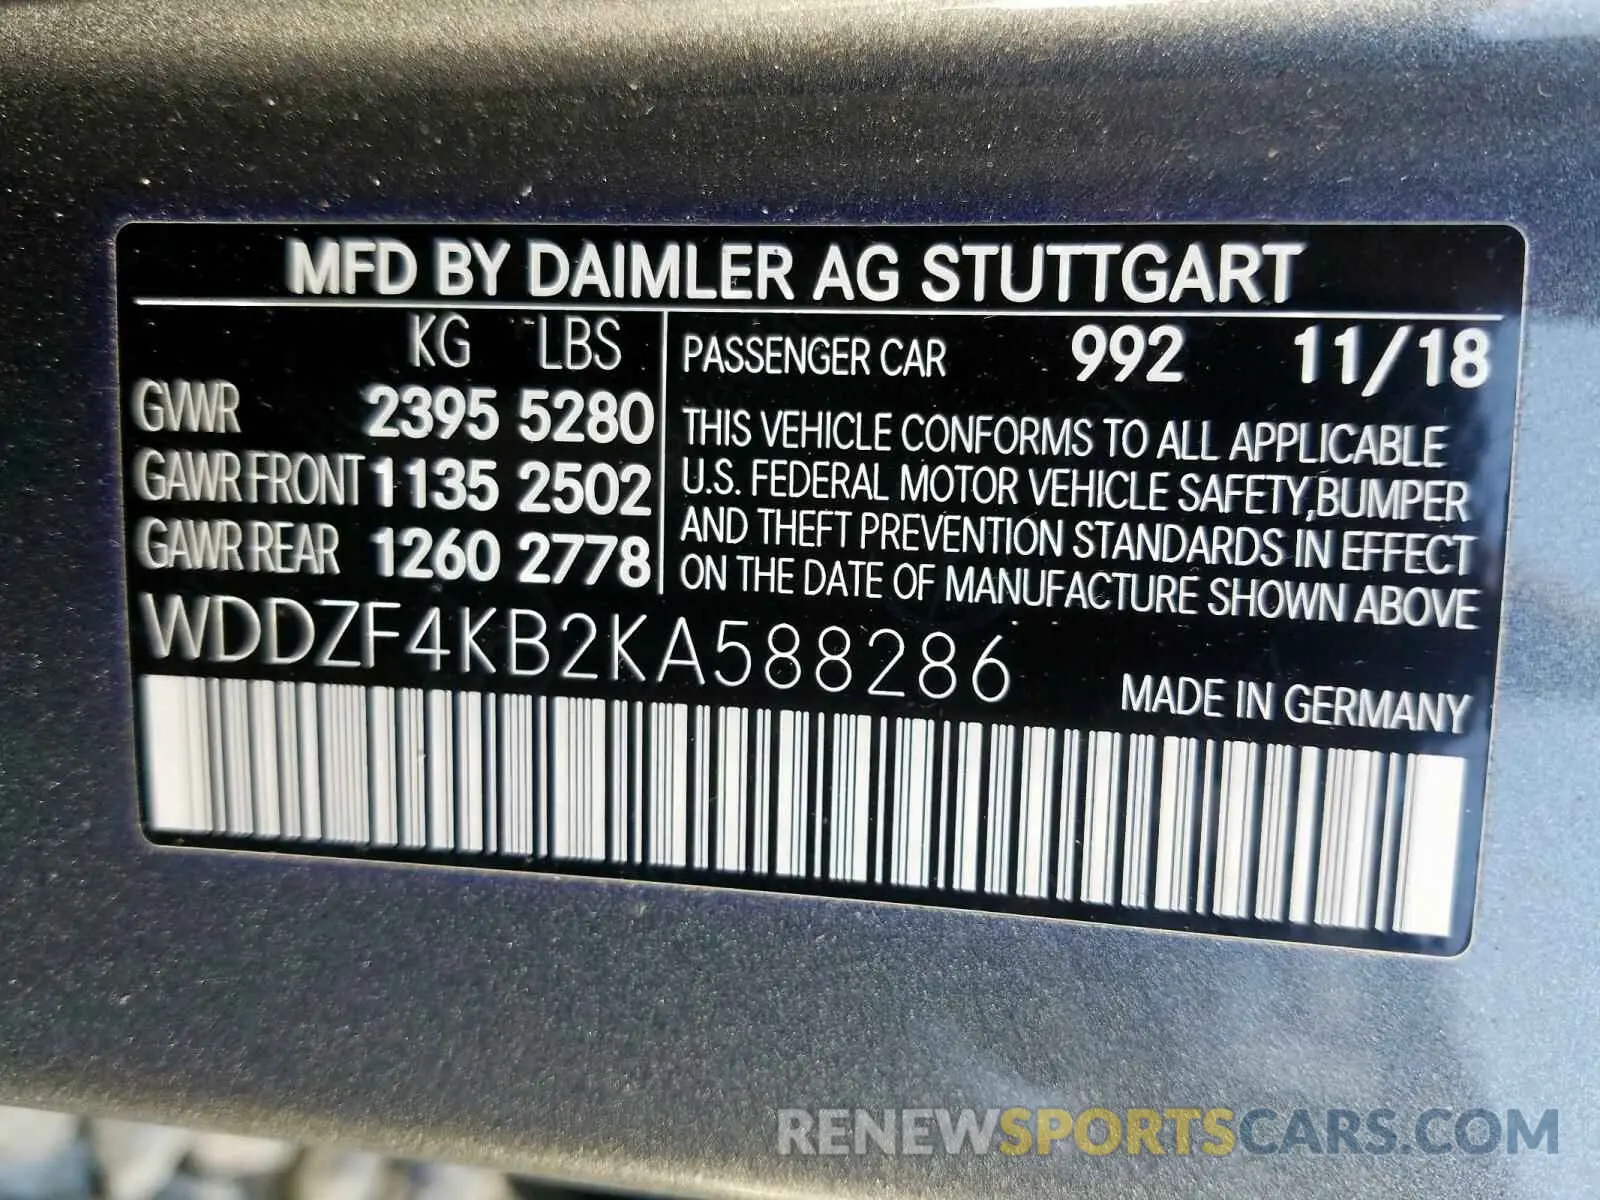 MFD BY DAIMLER AG STUTTGART
KG LBS
GVWR 2395 5280
GAWR FRONT 1135 2502
GAWR REAR 1260 2778
PASSENGER CAR 992 11/18
THIS VEHICLE CONFORMS TO ALL APPLICABLE
U.S. FEDERAL MOTOR VEHICLE SAFETY, BUMPER
AND THEFT PREVENTION STANDARDS IN EFFECT
ON THE DATE OF MANUFACTURE SHOWN ABOVE
WDDZF4KB2KA588286
MADE IN GERMANY
RENEWSPORTSCARS.COM